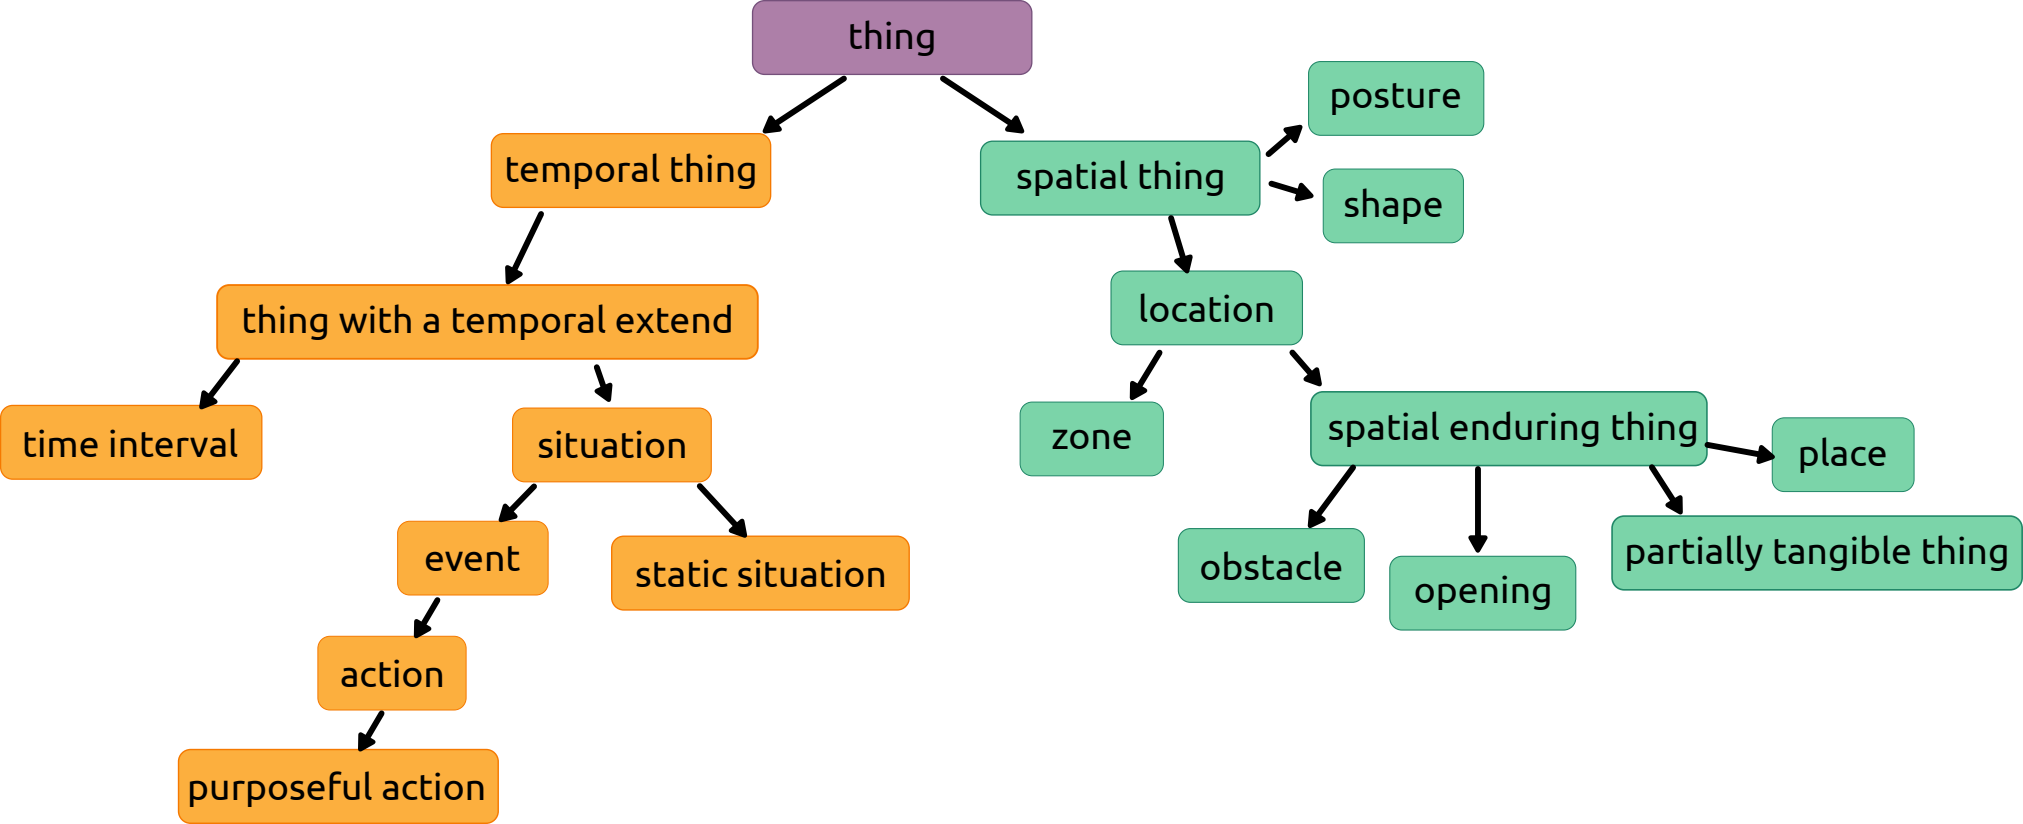 thing
posture
temporal thing
spatial thing
shape
location
thing with a temporal extend
zone
spatial enduring thing
place
time interval
situation
event
static situation
obstacle
opening
partially tangible thing
action
purposeful action